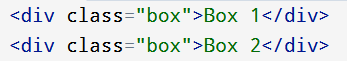 <div class="box">Box 1</div>
<div class="box">Box 2</div>